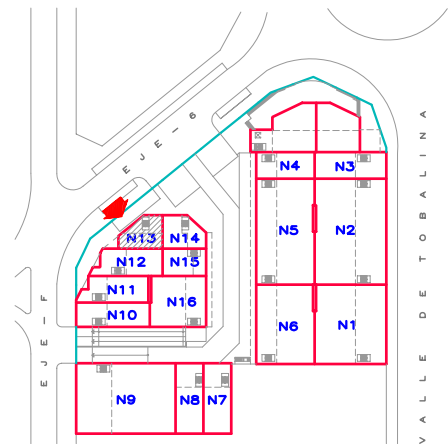 EJE-6
N4
N3
N13
N14
N5
N2
N12
N15
N11
N16
N10
N6
N1
N9
N8
N7
EJE-F
VALLE DE TOBALINA